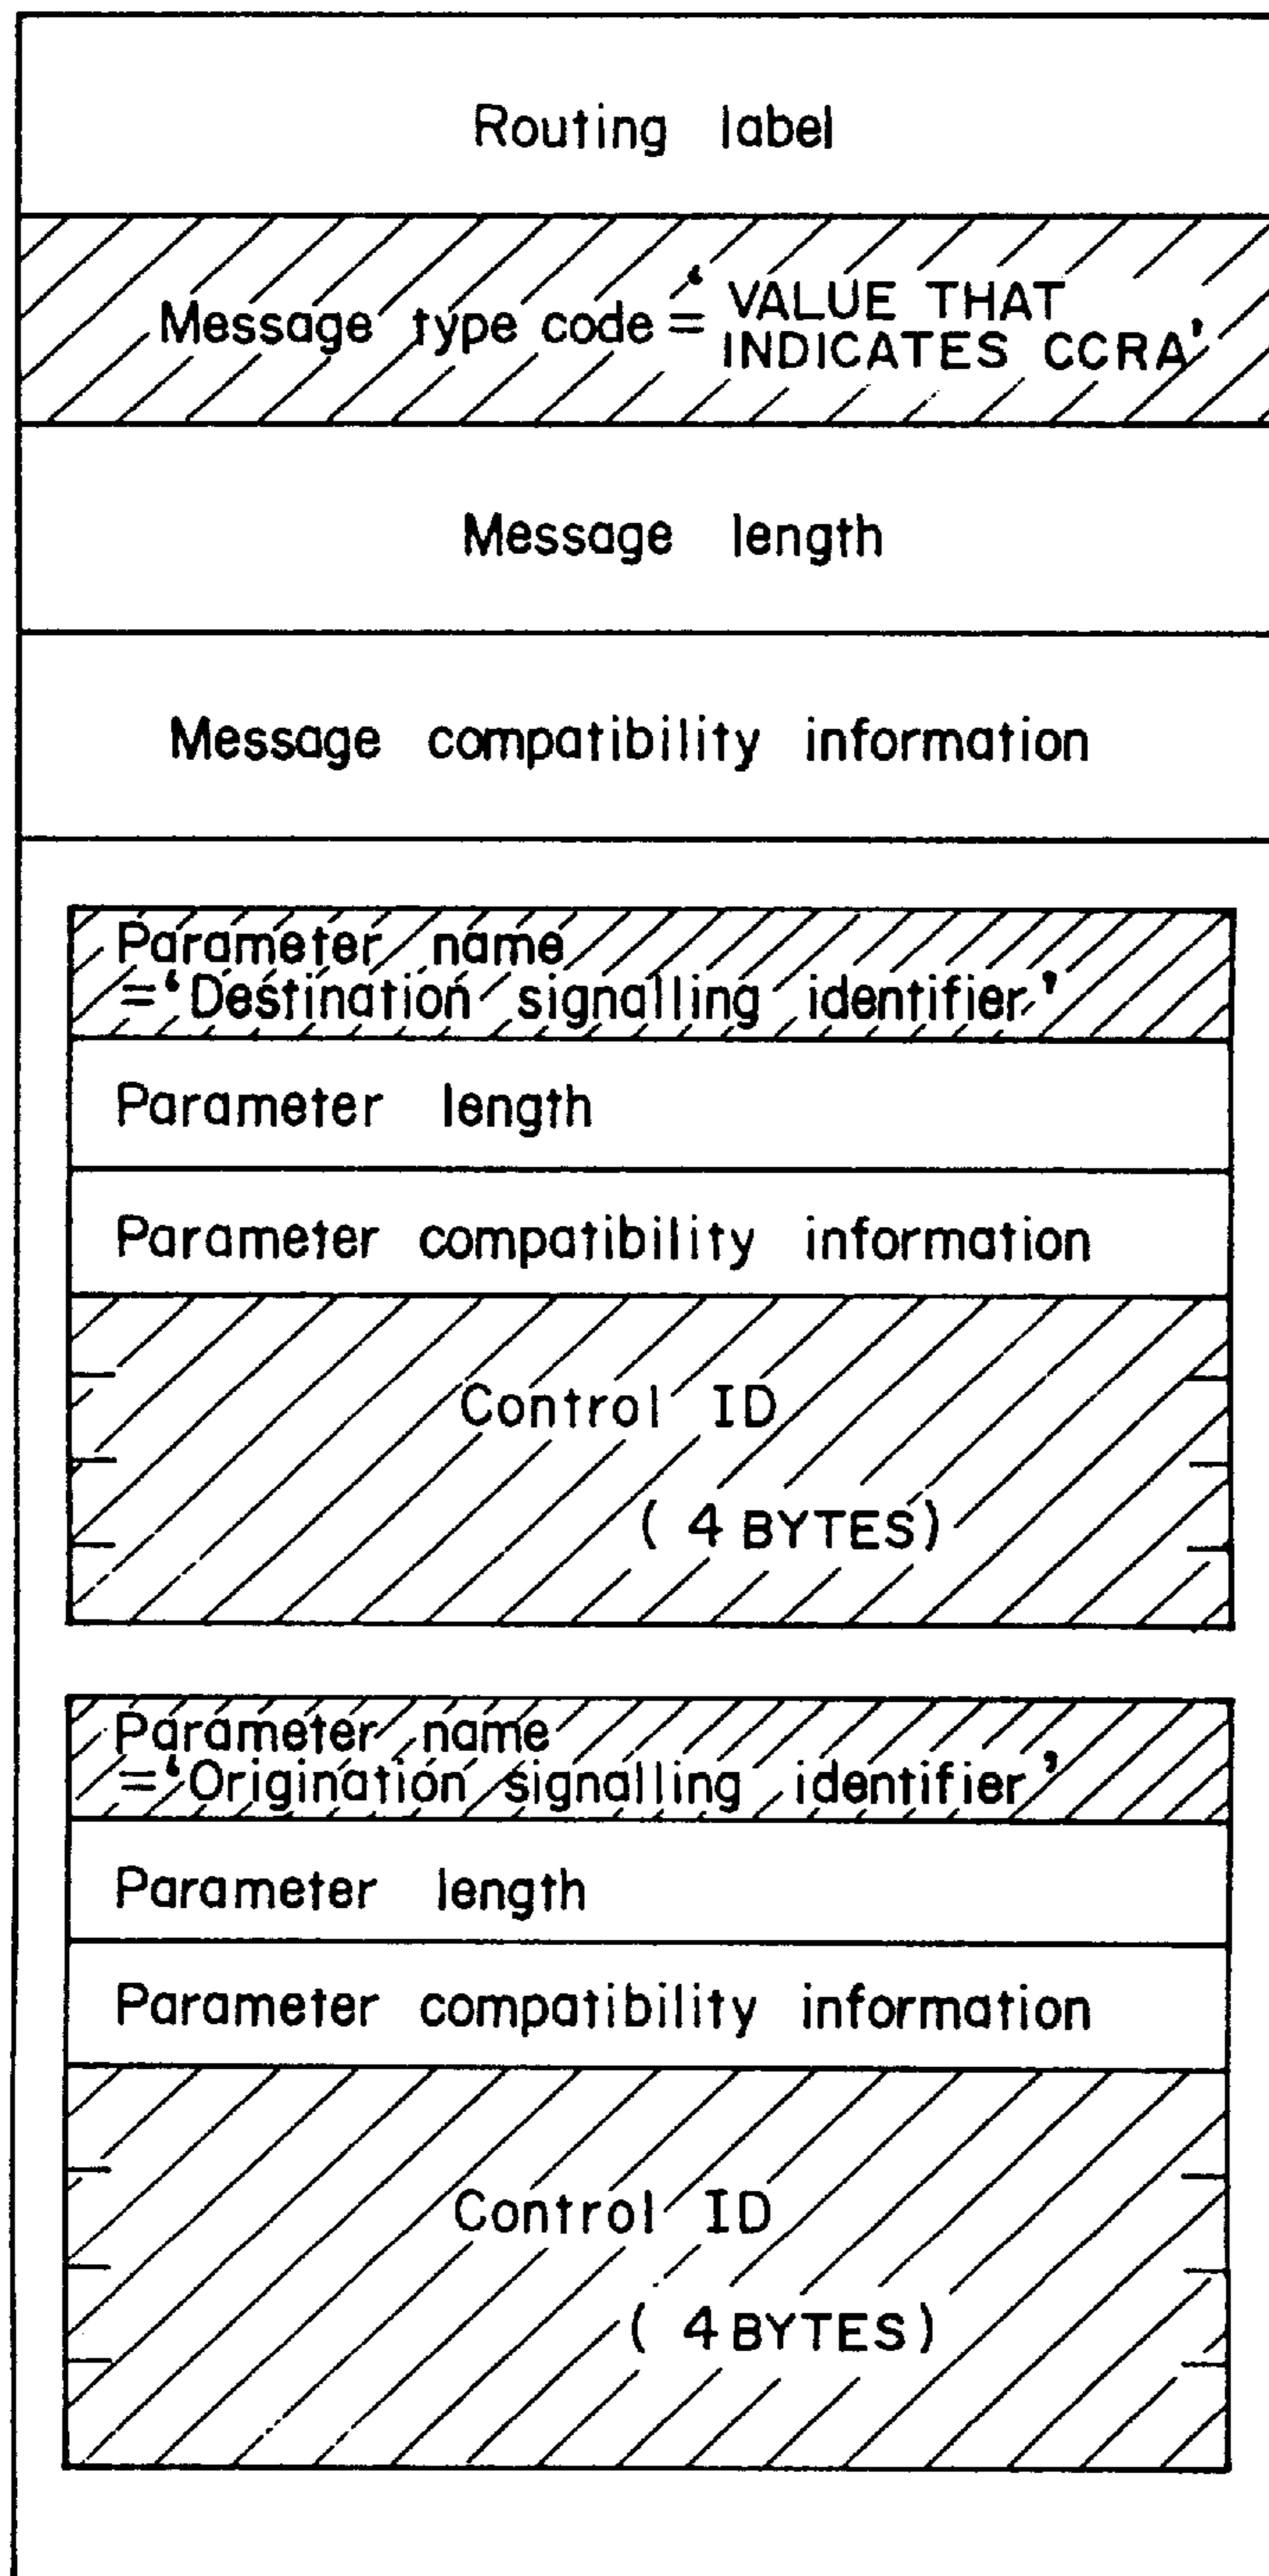 Routing label
Message type code = ‘ VALUE THAT
INDICATES CCRA’
Message length
Message compatibility information
Parameter name
=‘Destination signalling identifier’
Parameter length
Parameter compatibility information
Control ID
( 4 BYTES)
Parameter name
=‘Origination signalling identifier’
Parameter length
Parameter compatibility information
Control ID
( 4 BYTES)